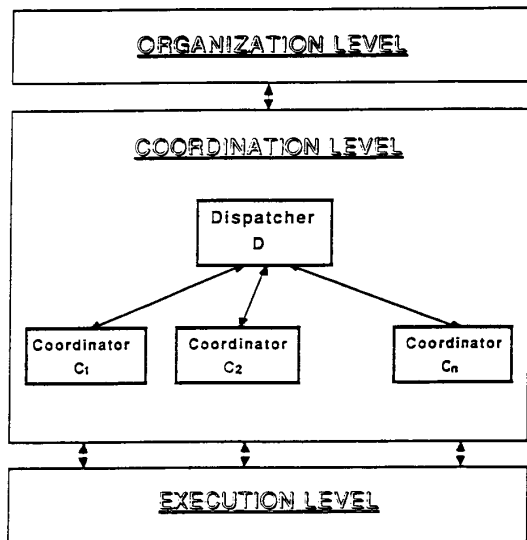 ORGANIZATION LEVEL
COORDINATION LEVEL
Dispatcher
D
Coordinator
C1
Coordinator
C2
Coordinator
Cn
EXECUTION LEVEL